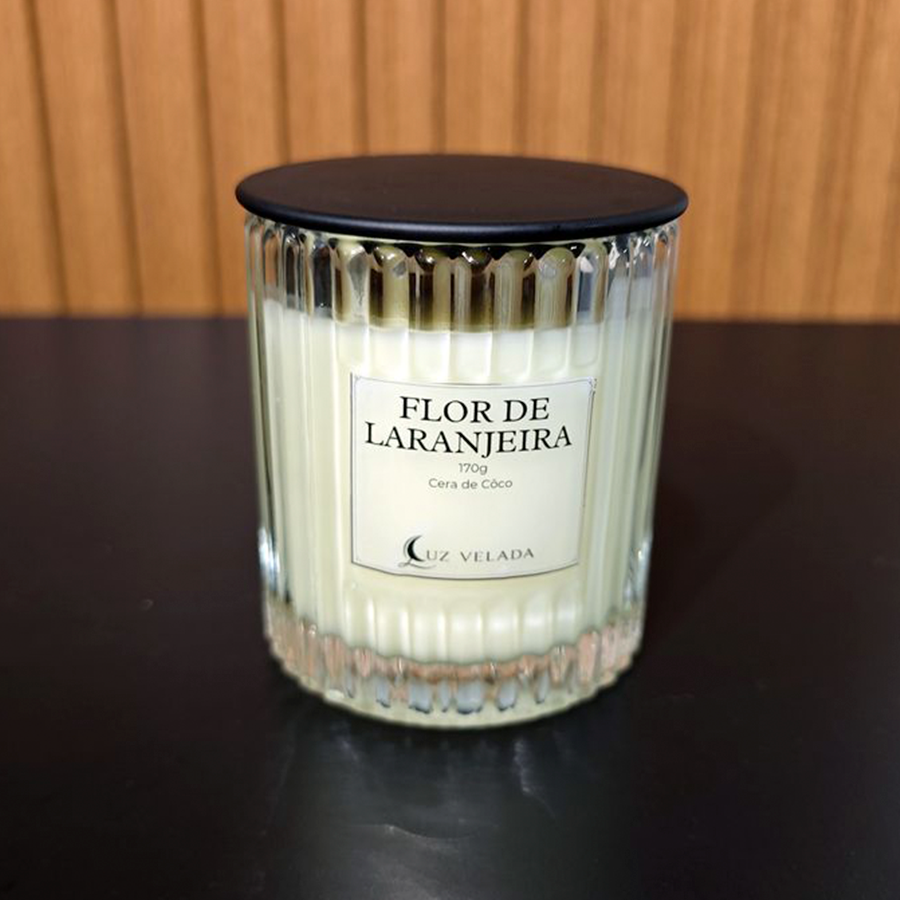 FLOR DE
LARANJEIRA
170g
Cera de Côco
LUZ VELADA